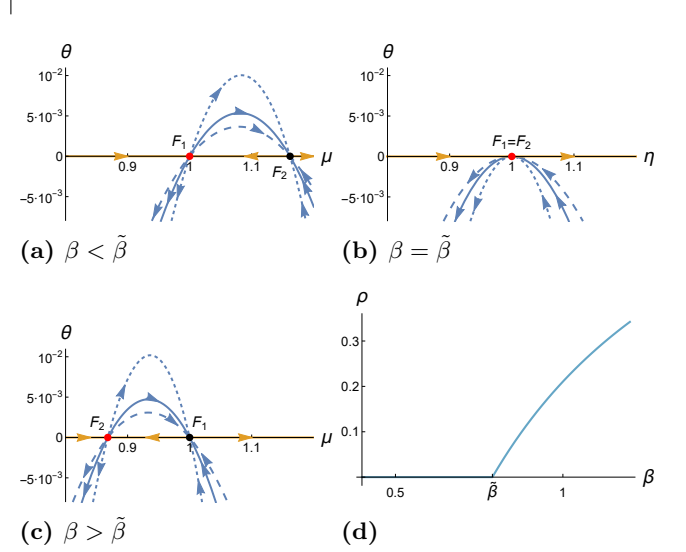 θ
10⁻²
5·10⁻³
0
−5·10⁻³
F₁
F₂
0.9
1
1.1
μ
(a) β < β̃
θ
10⁻²
5·10⁻³
0
−5·10⁻³
F₁=F₂
0.9
1
1.1
η
(b) β = β̃
θ
10⁻²
5·10⁻³
0
−5·10⁻³
F₂
F₁
0.9
1
1.1
μ
(c) β > β̃
ρ
0.3
0.2
0.1
0.5
β̃
1
β
(d)